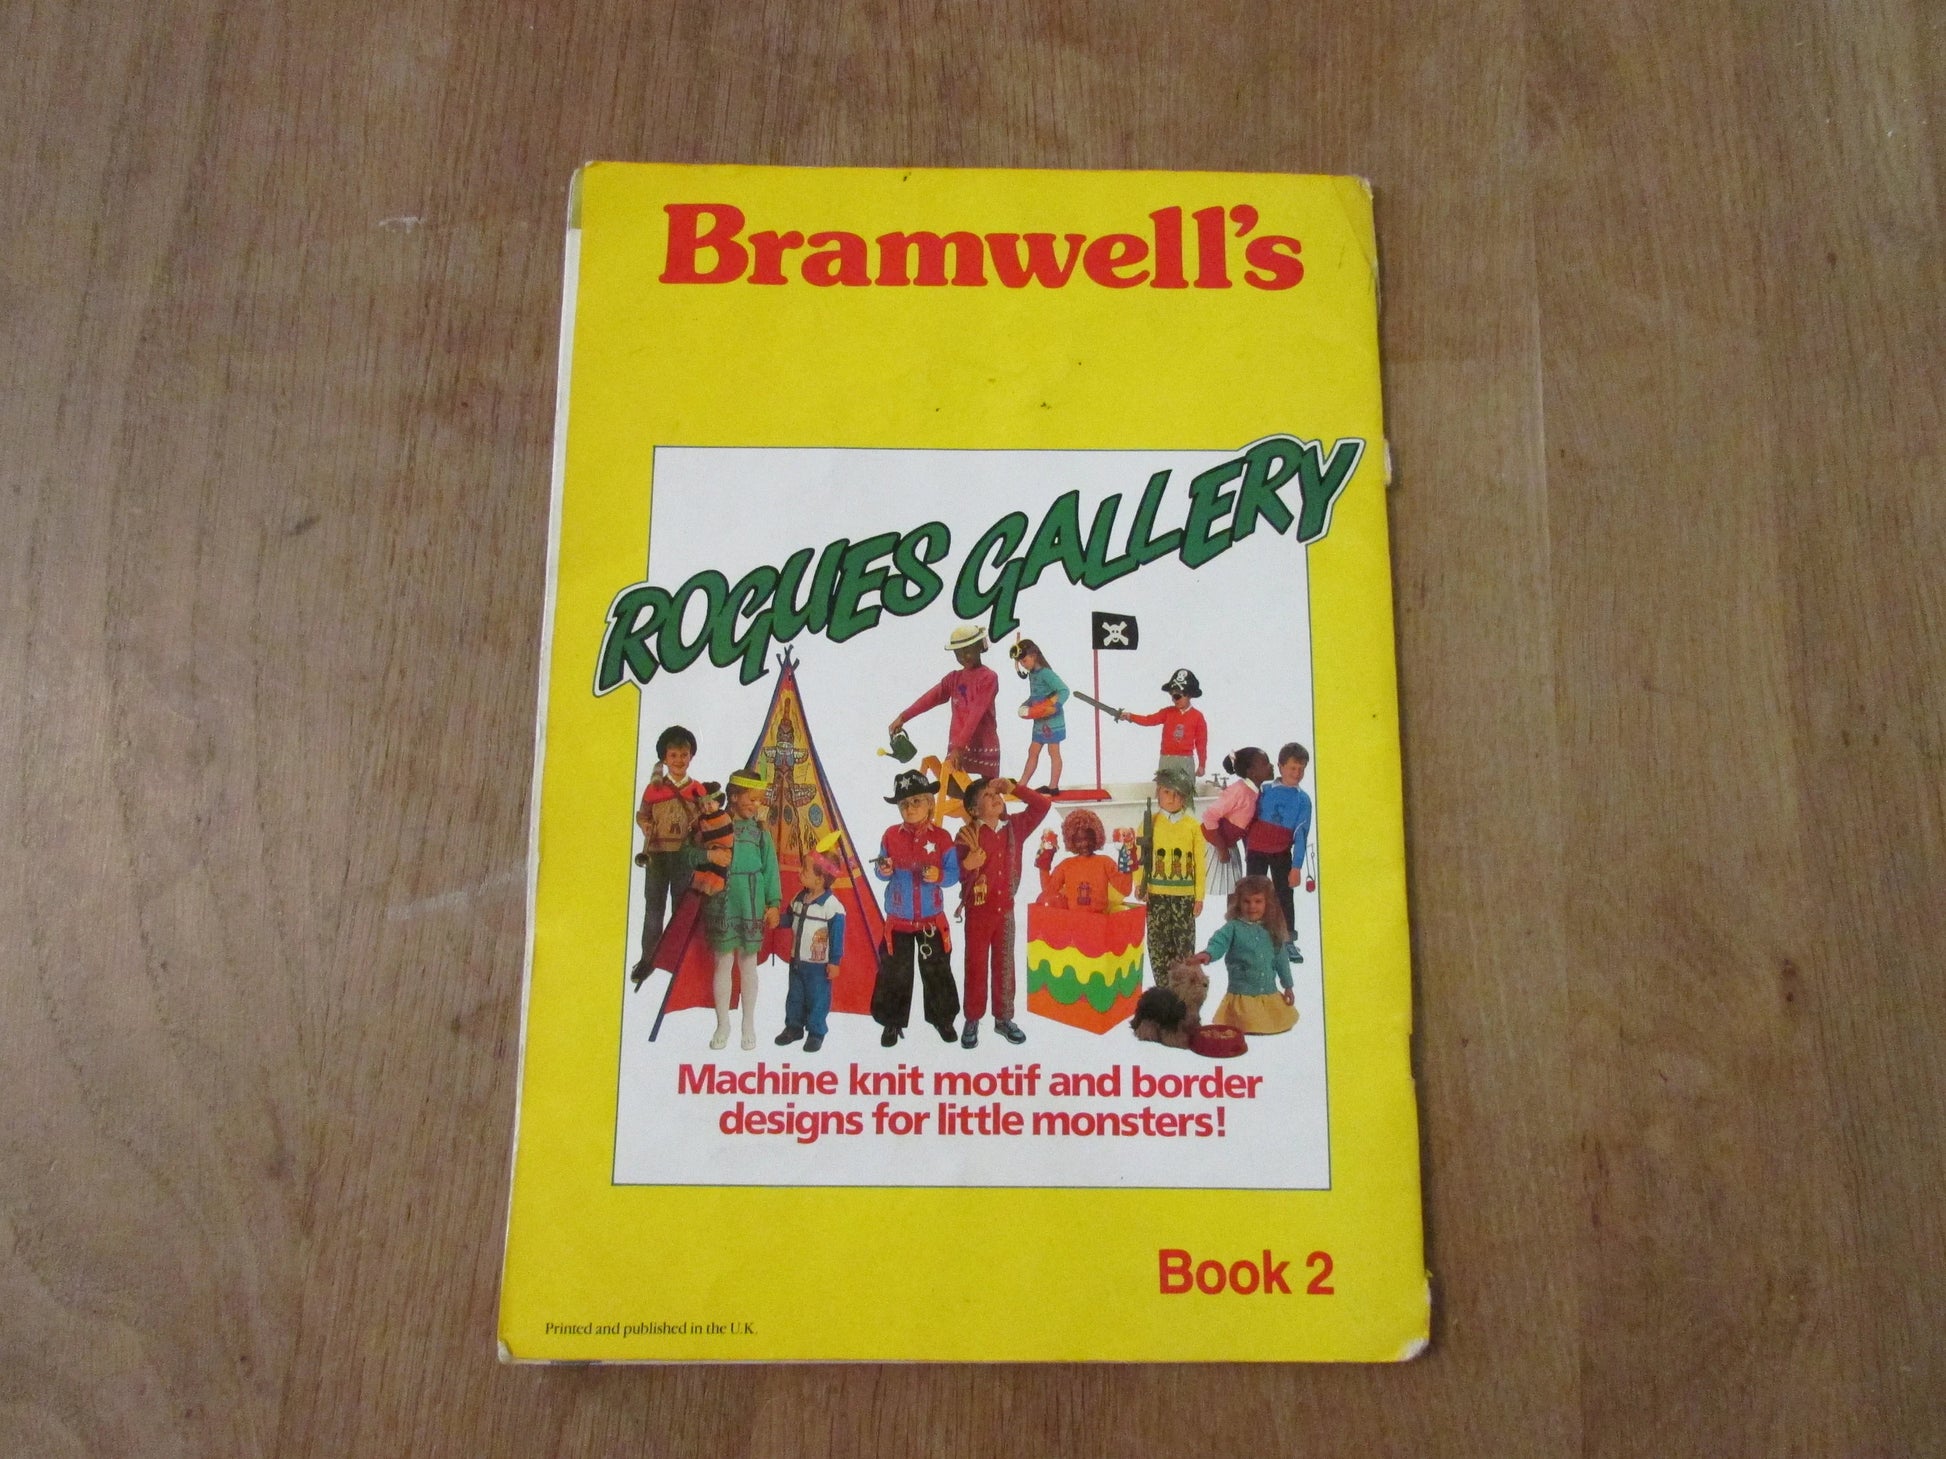 Bramwell's
ROGUES GALLERY
Machine knit motif and border
designs for little monsters!
Book 2
Printed and published in the U.K.